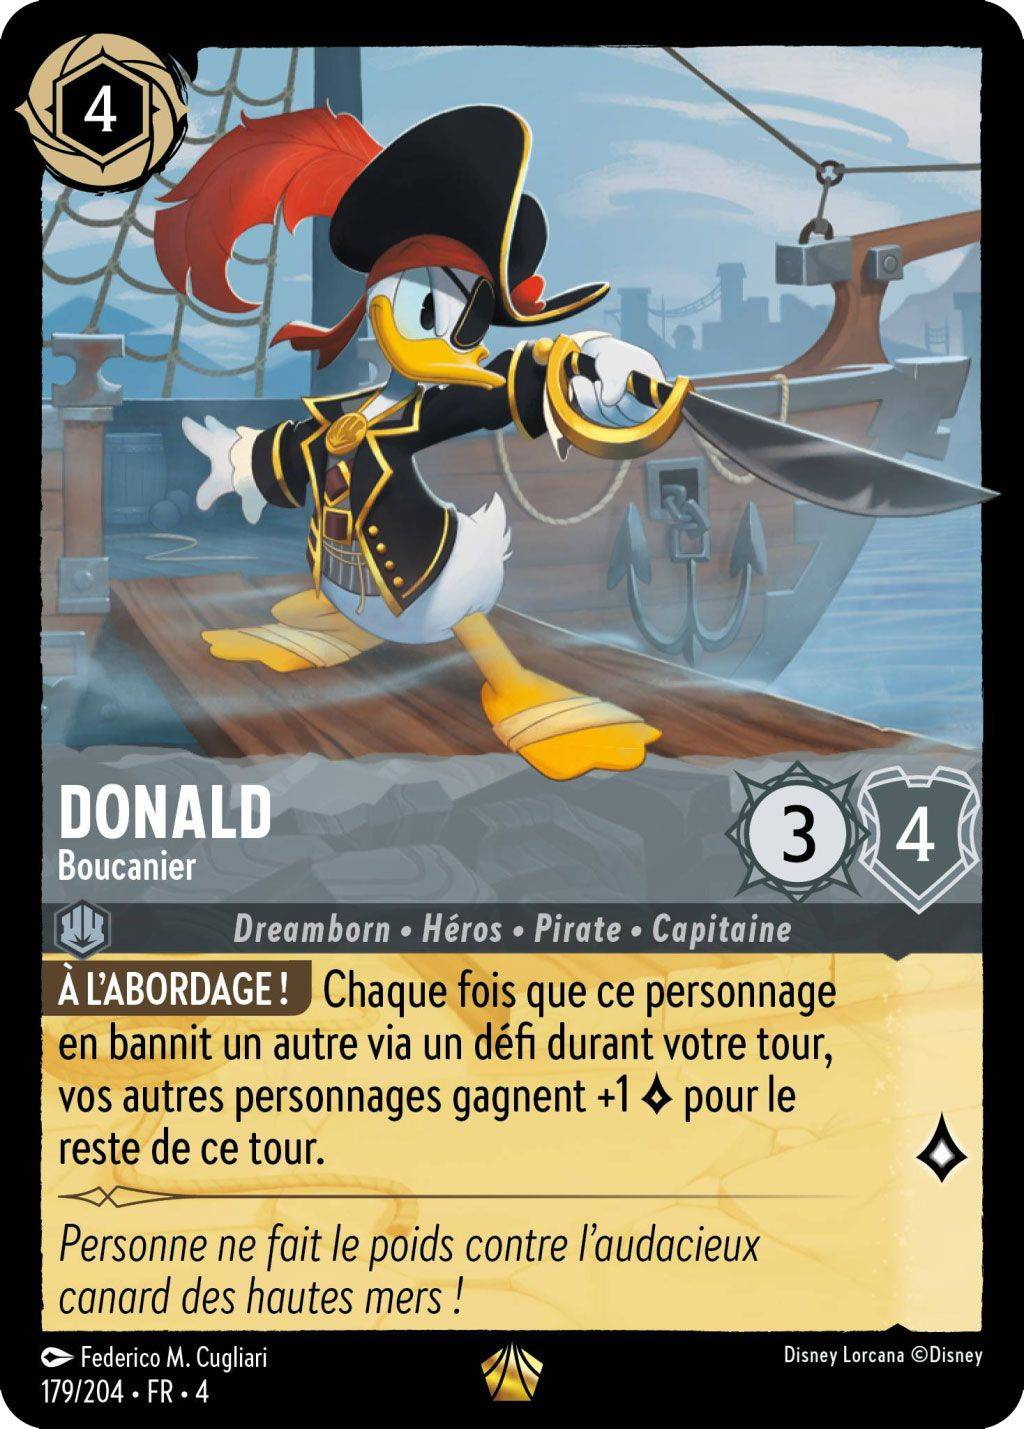 4
DONALD
Boucanier
3
4
Dreamborn • Héros • Pirate • Capitaine
À L'ABORDAGE ! Chaque fois que ce personnage
en bannit un autre via un défi durant votre tour,
vos autres personnages gagnent +1 pour le
reste de ce tour.
Personne ne fait le poids contre l'audacieux
canard des hautes mers !
Federico M. Cugliari
Disney Lorcana ©Disney
179/204 • FR • 4